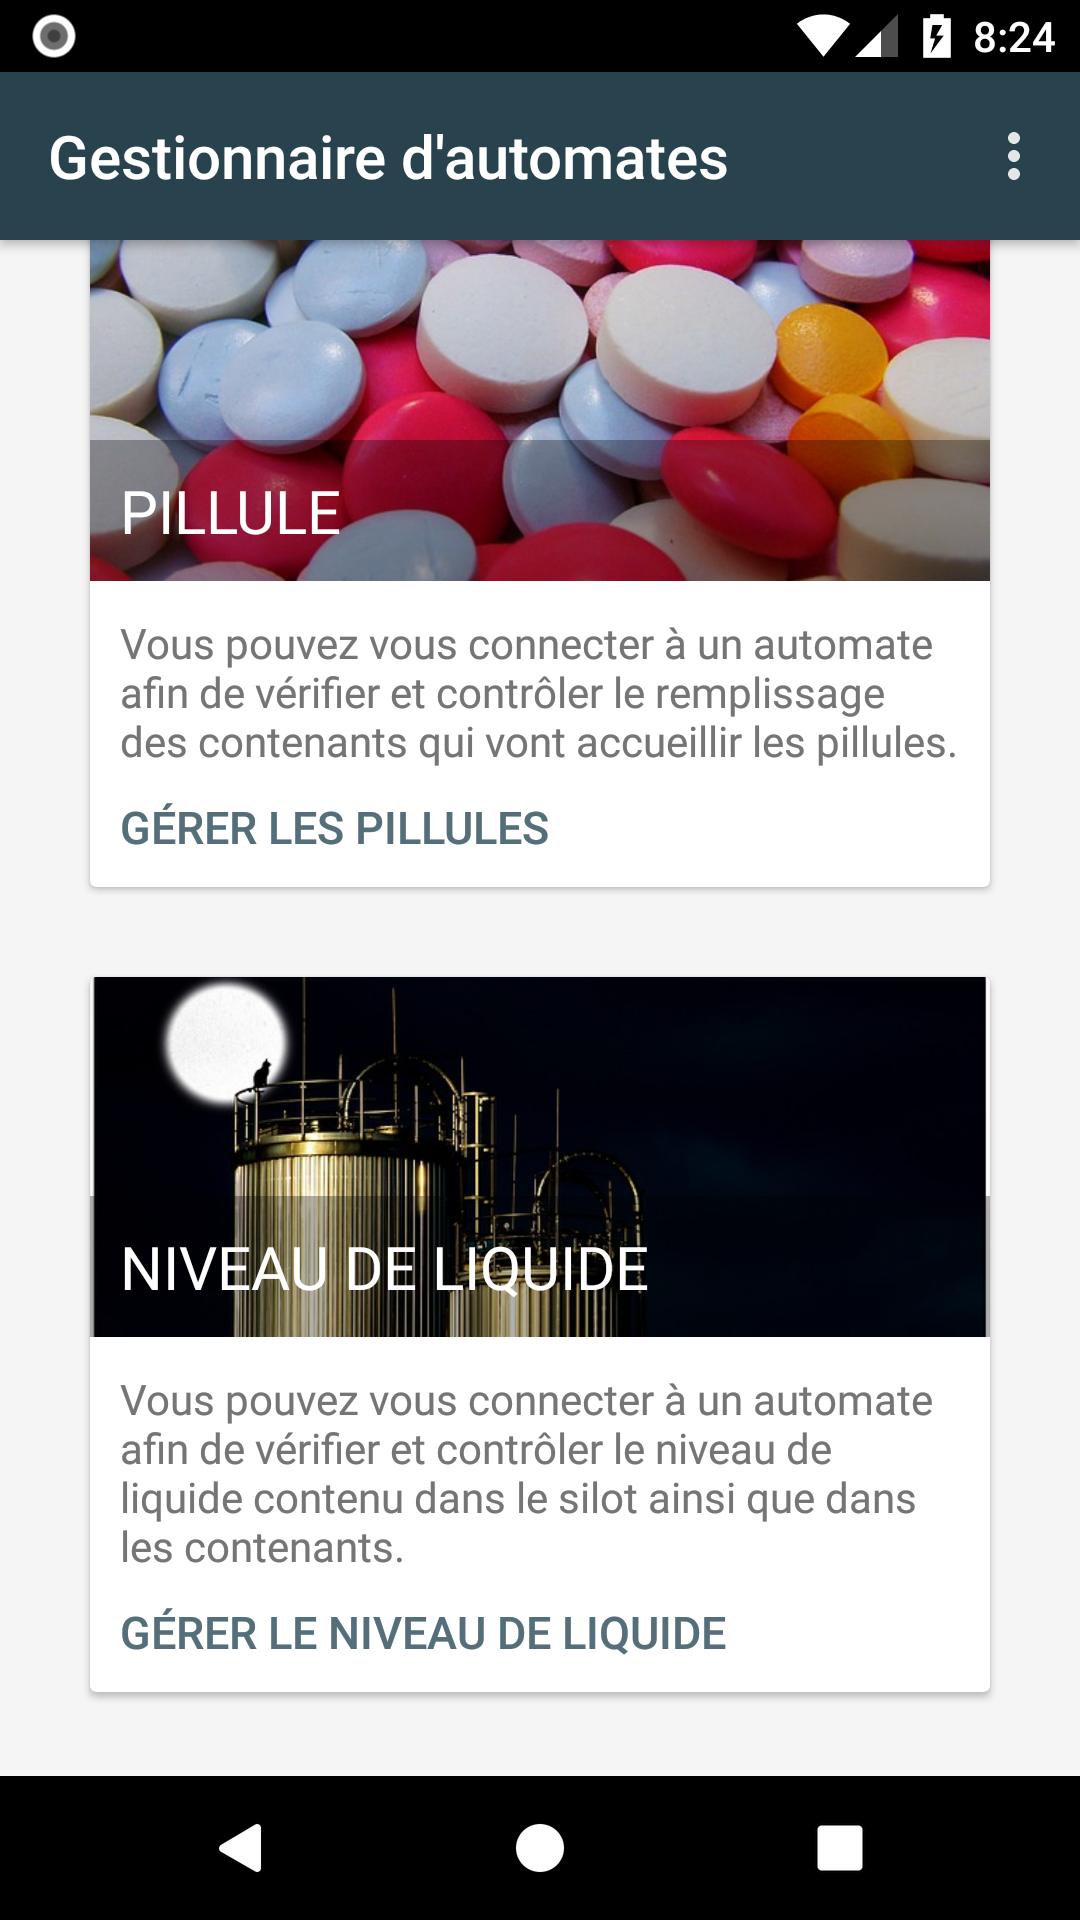 8:24
Gestionnaire d'automates
PILLULE
Vous pouvez vous connecter à un automate
afin de vérifier et contrôler le remplissage
des contenants qui vont accueillir les pillules.
GÉRER LES PILLULES
NIVEAU DE LIQUIDE
Vous pouvez vous connecter à un automate
afin de vérifier et contrôler le niveau de
liquide contenu dans le silot ainsi que dans
les contenants.
GÉRER LE NIVEAU DE LIQUIDE